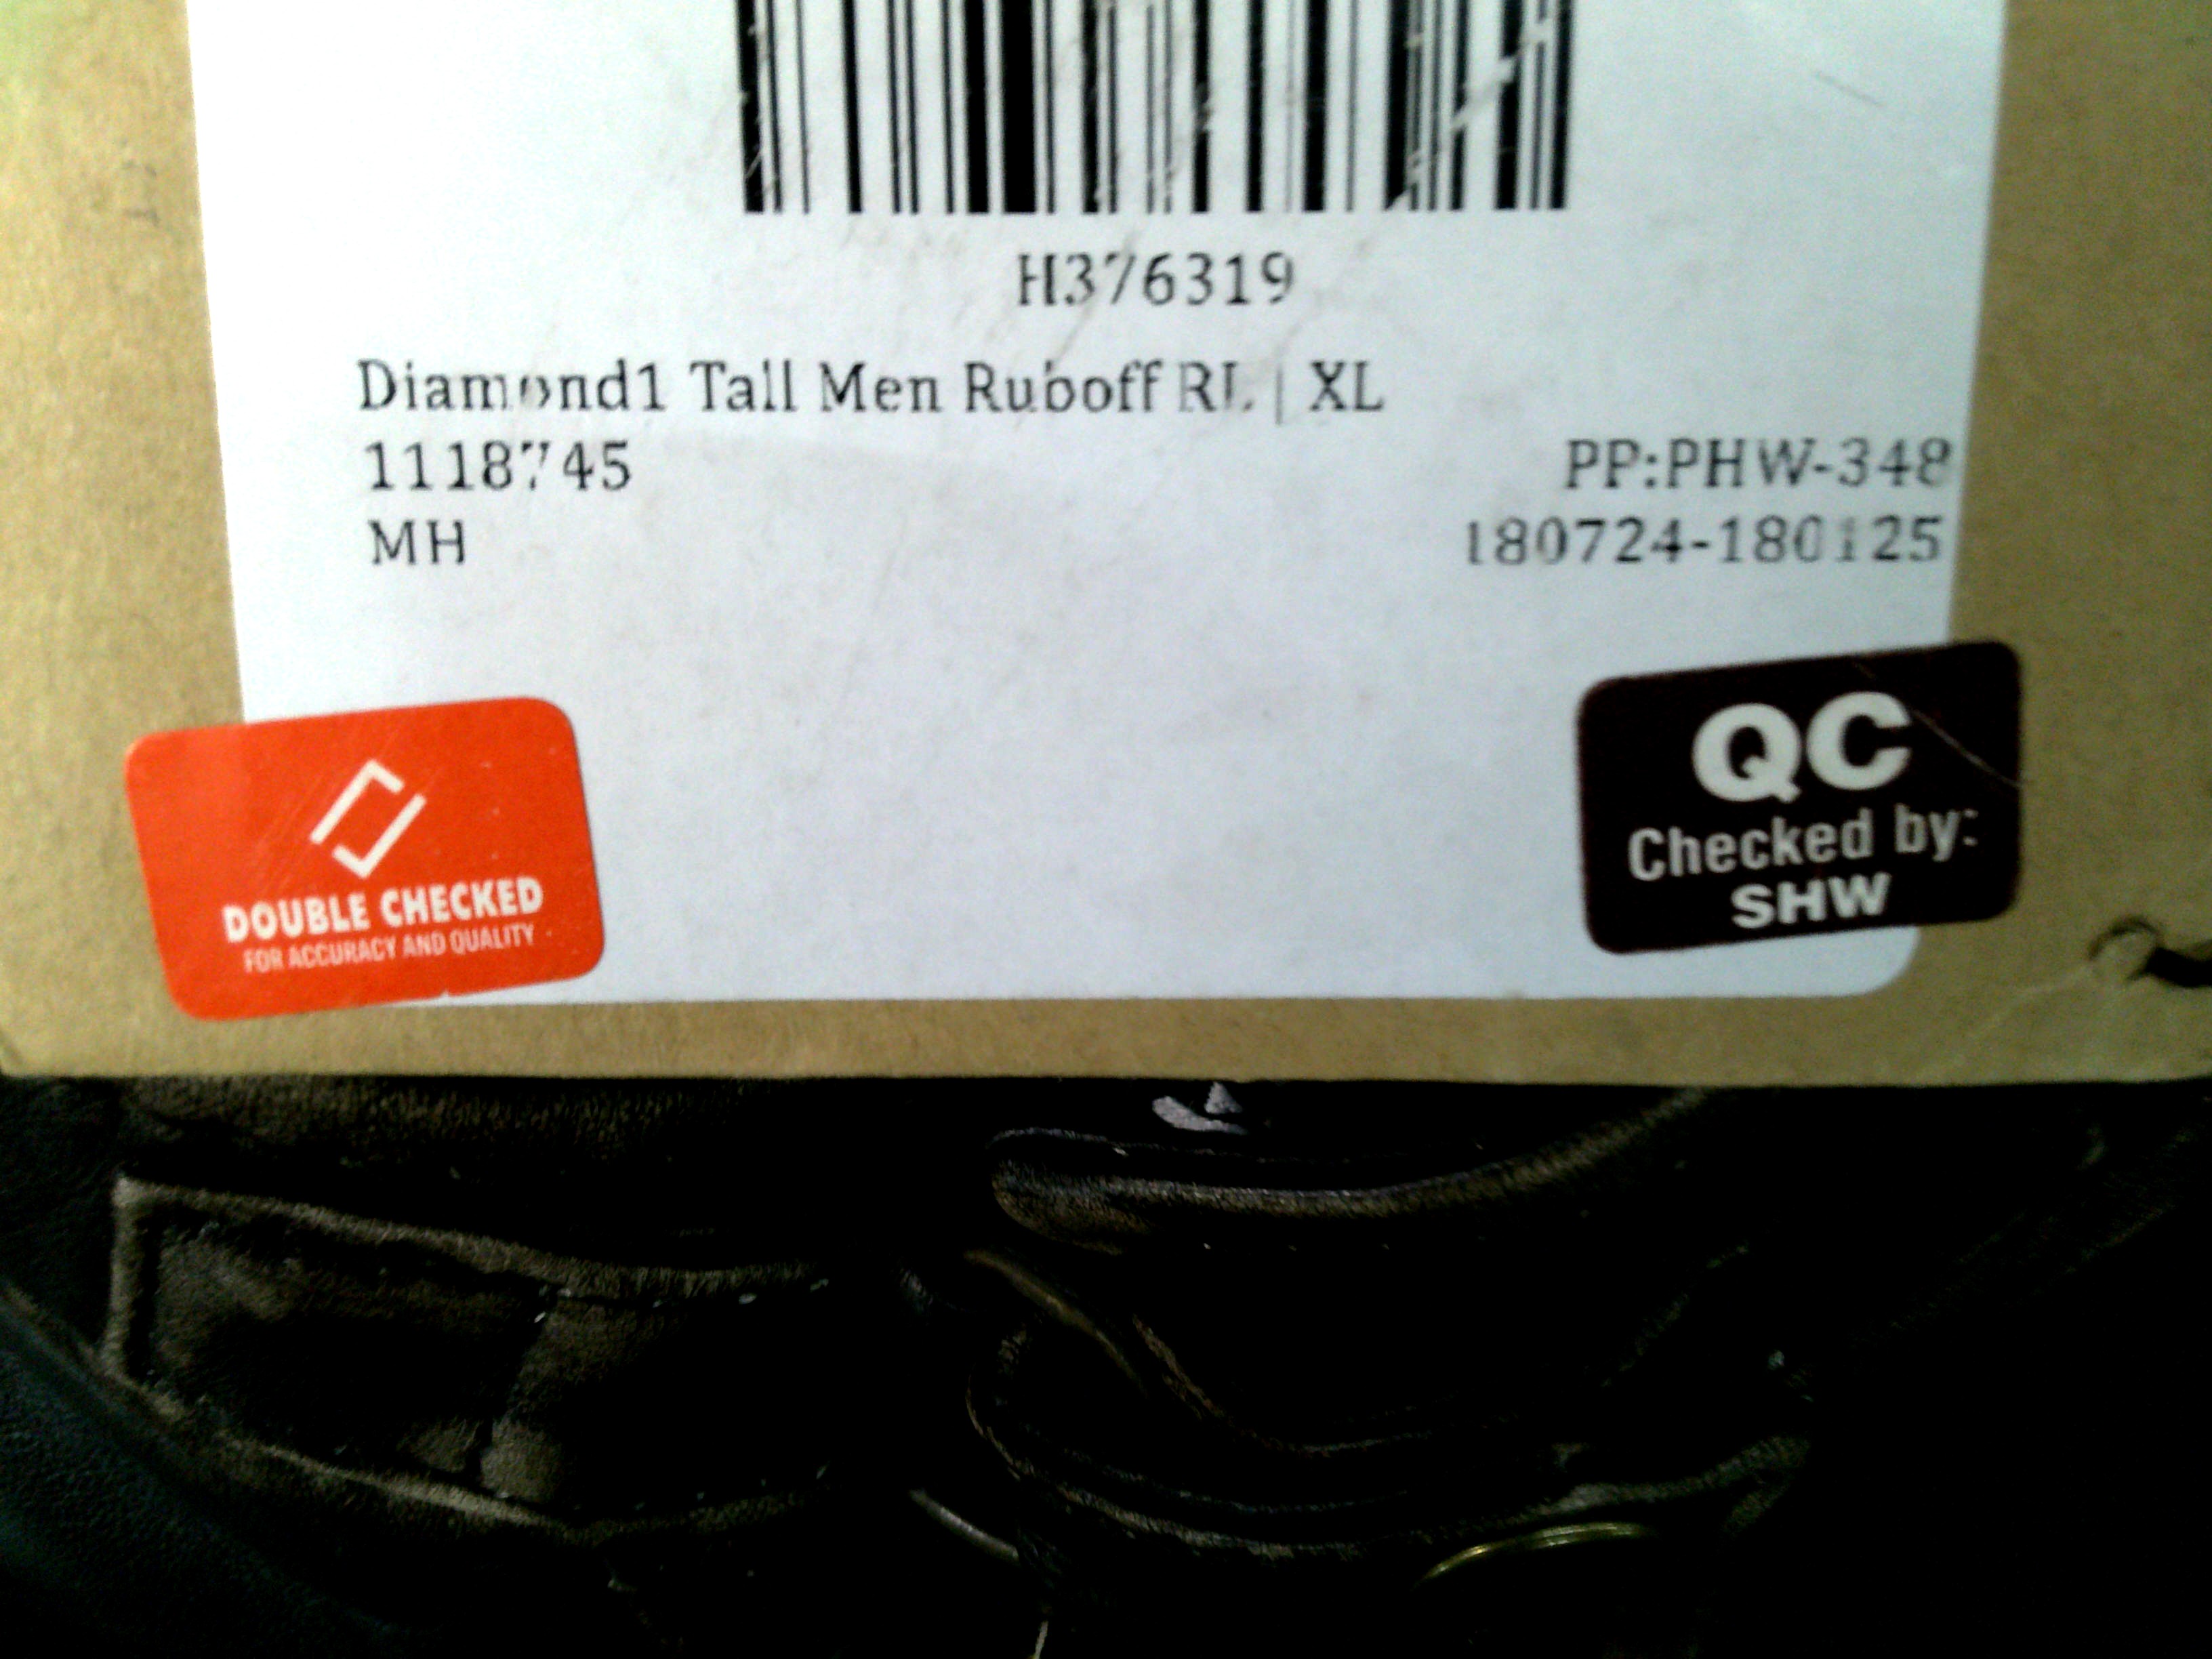 H376319
Diamond1 Tall Men Ruboff RL | XL
1118745
PP:PHW-348
MH
180724-180125
DOUBLE CHECKED
FOR ACCURACY AND QUALITY
QC
Checked by:
SHW